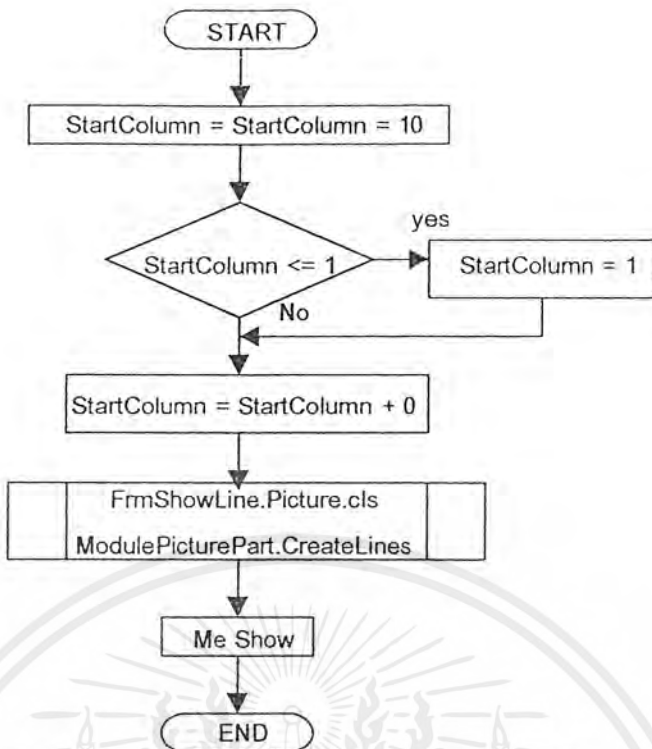 START
StartColumn = StartColumn = 10
StartColumn <= 1
yes
StartColumn = 1
No
StartColumn = StartColumn + 0
FrmShowLine.Picture.cls
ModulePicturePart.CreateLines
Me Show
END